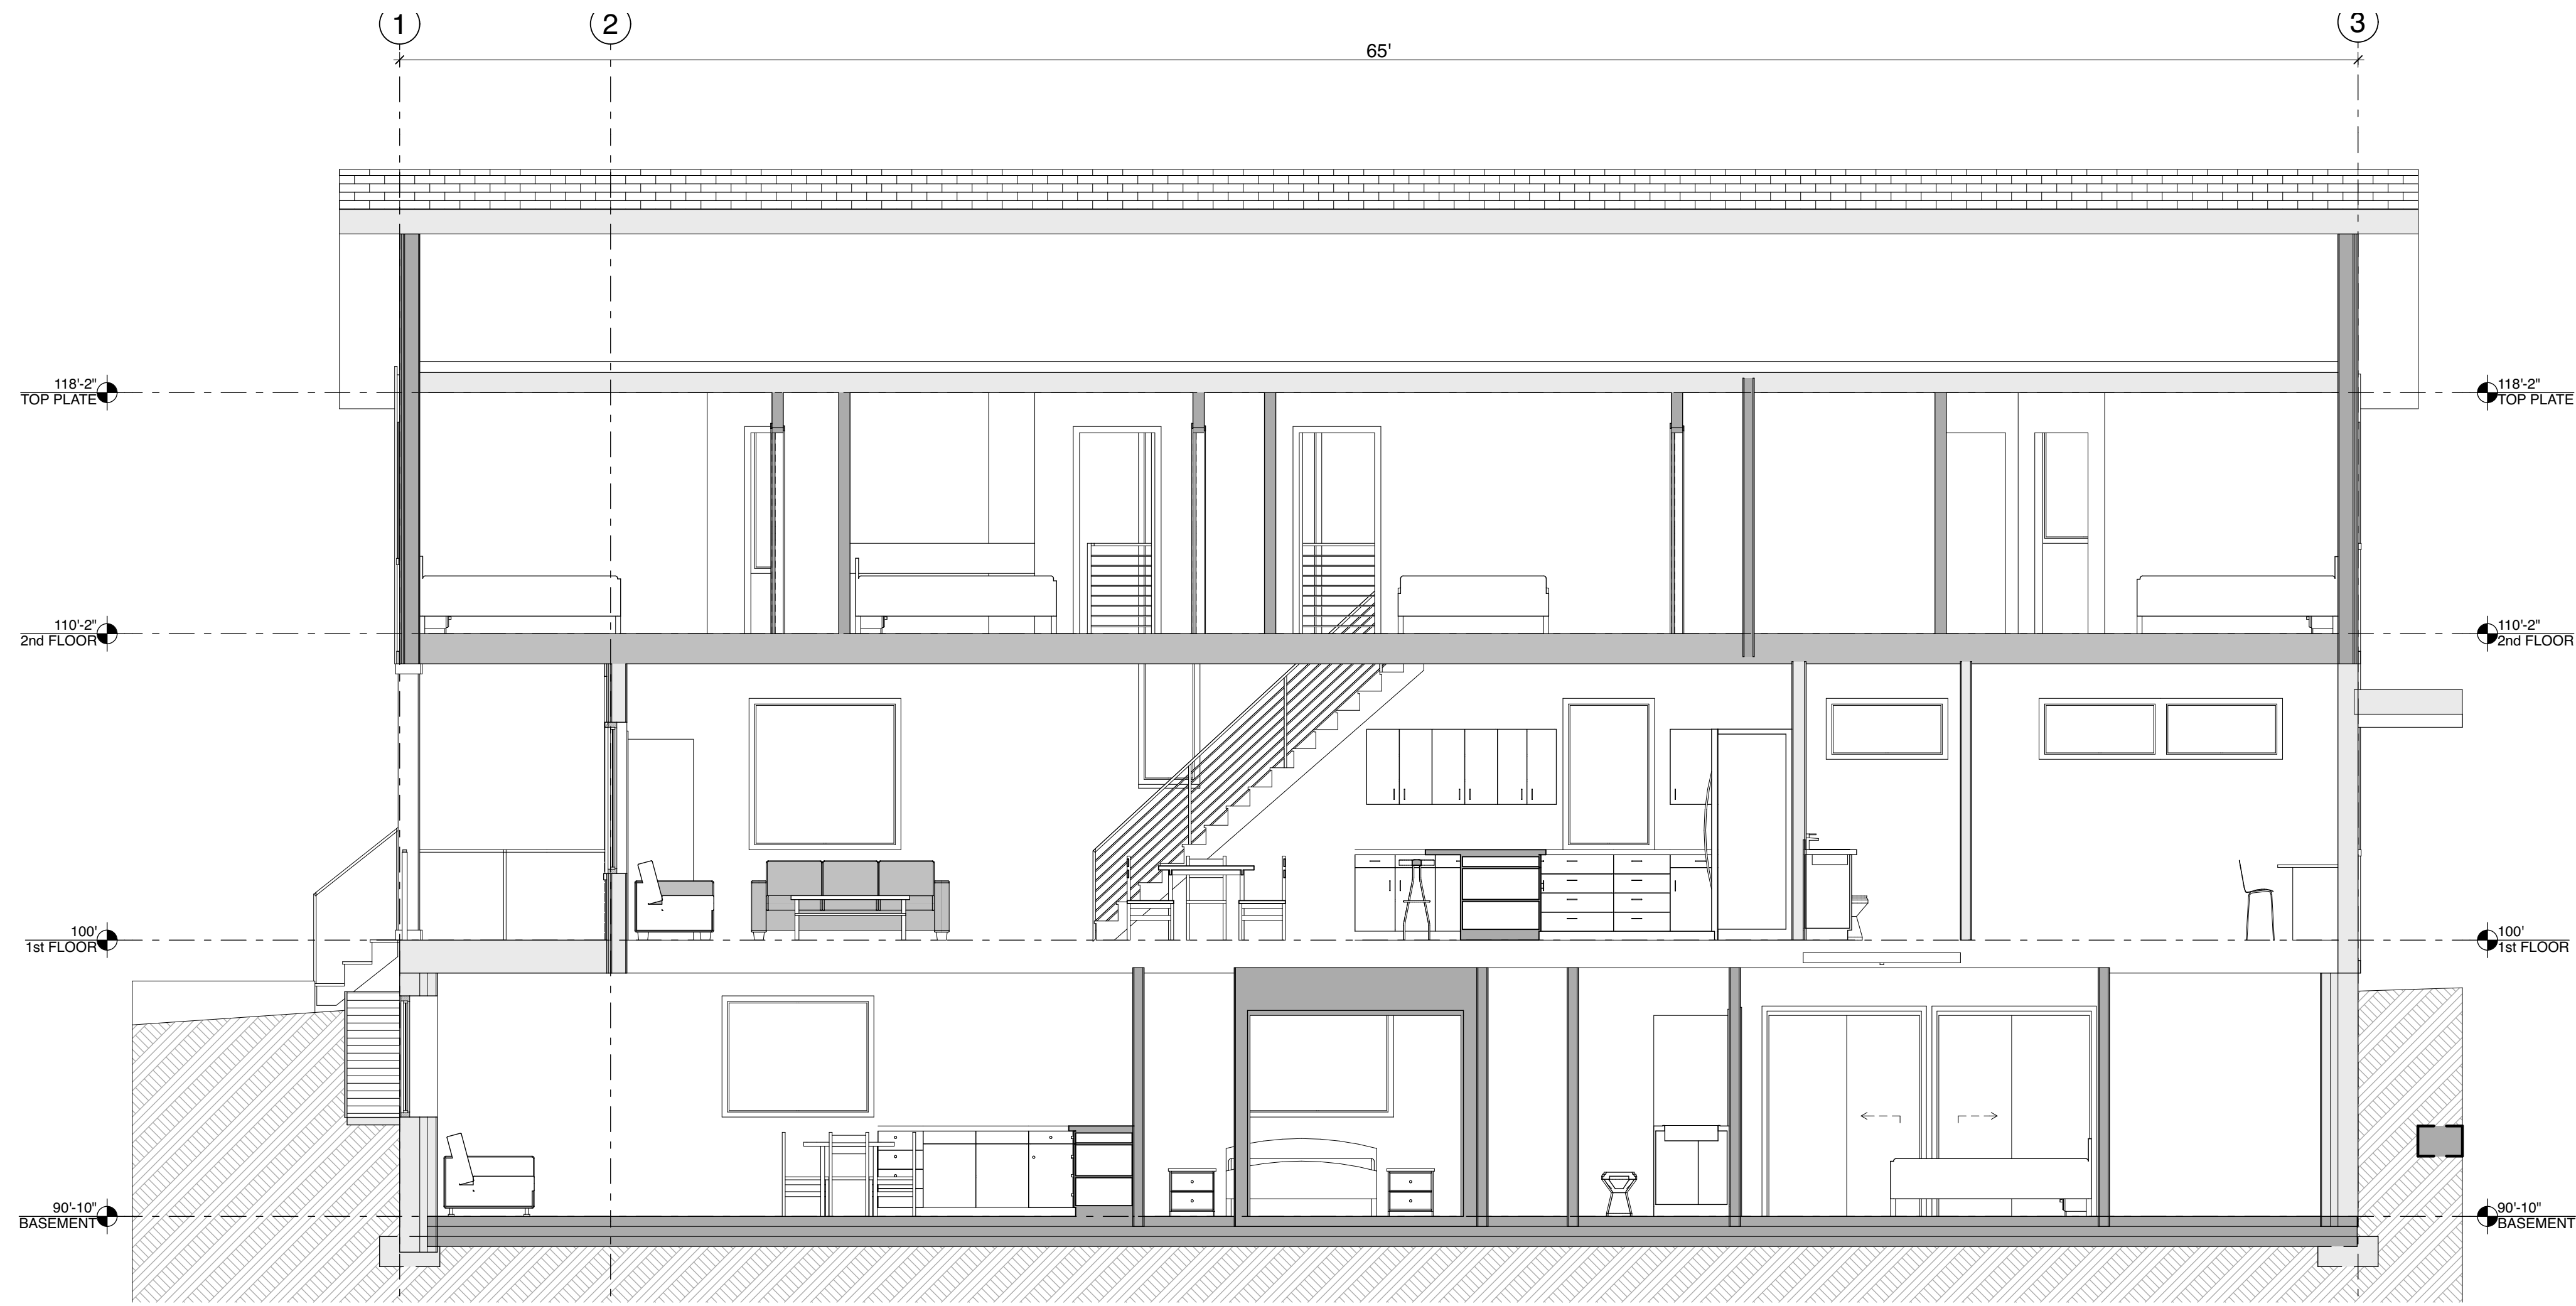 1
2
3
65'
118'-2"
TOP PLATE
118'-2"
TOP PLATE
110'-2"
2nd FLOOR
110'-2"
2nd FLOOR
100'
1st FLOOR
100'
1st FLOOR
90'-10"
BASEMENT
90'-10"
BASEMENT